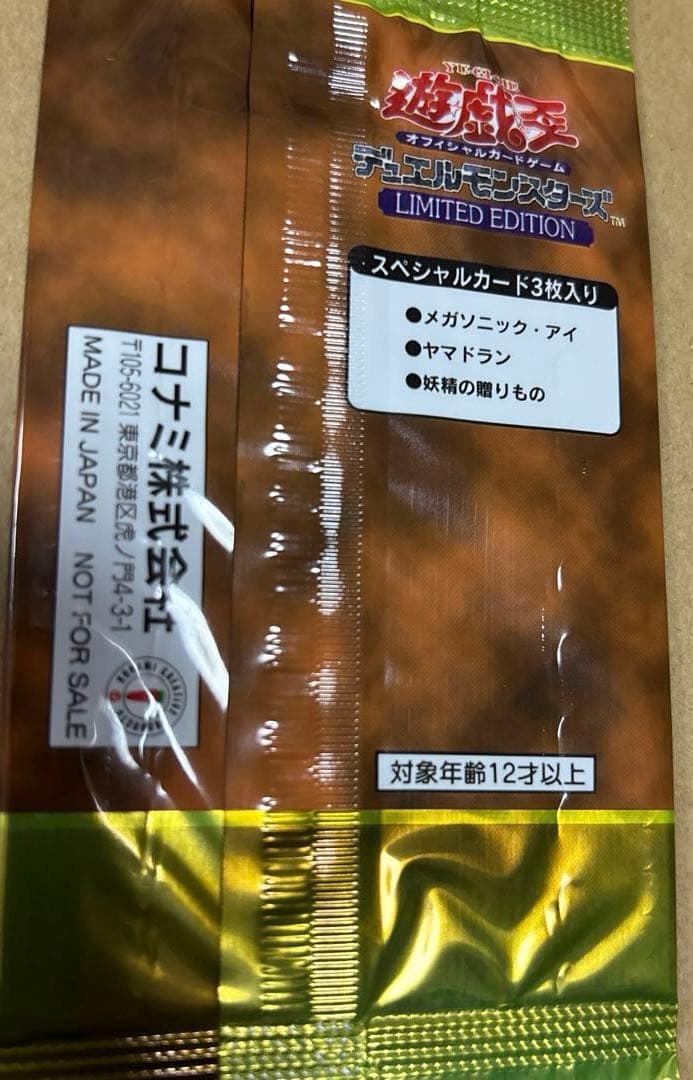 YU-GI-OH!
遊戯王
オフィシャルカードゲーム
デュエルモンスターズ™
LIMITED EDITION
スペシャルカード3枚入り
●メガソニック・アイ
●ヤマドラン
●妖精の贈りもの
対象年齢12才以上
コナミ株式会社
〒105-6021 東京都港区虎ノ門4-3-1
MADE IN JAPAN NOT FOR SALE